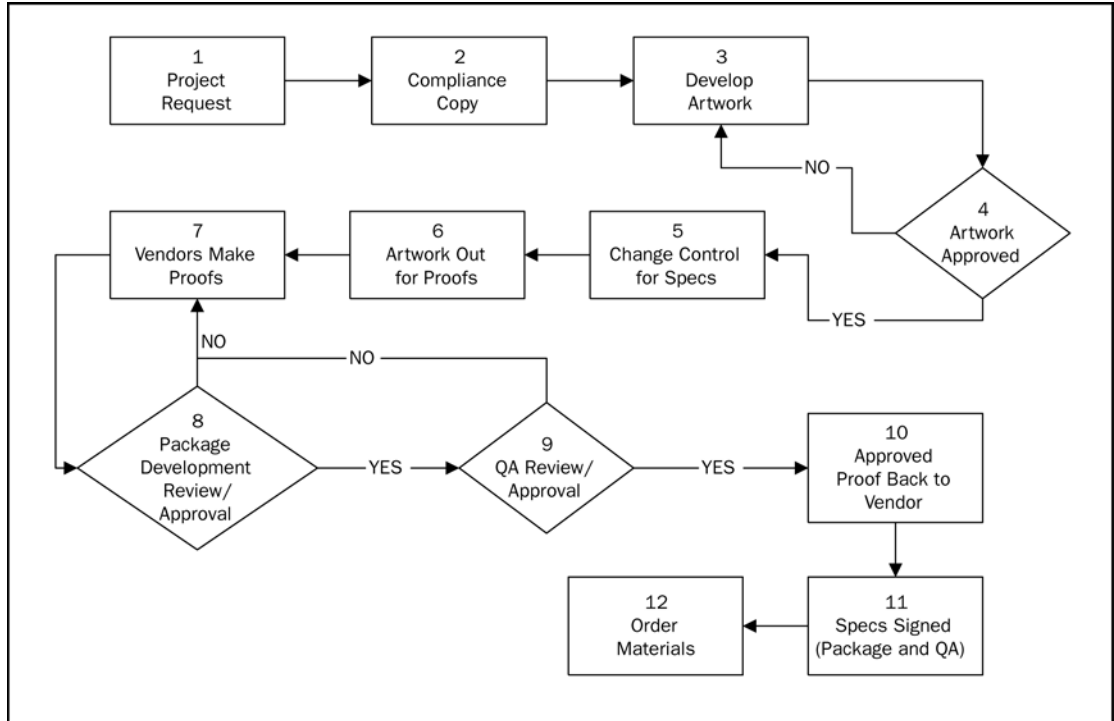 1
Project
Request
2
Compliance
Copy
3
Develop
Artwork
NO
4
Artwork
Approved
7
Vendors Make
Proofs
6
Artwork Out
for Proofs
5
Change Control
for Specs
YES
NO
NO
8
Package
Development
Review/
Approval
YES
9
QA Review/
Approval
YES
10
Approved
Proof Back to
Vendor
12
Order
Materials
11
Specs Signed
(Package and QA)